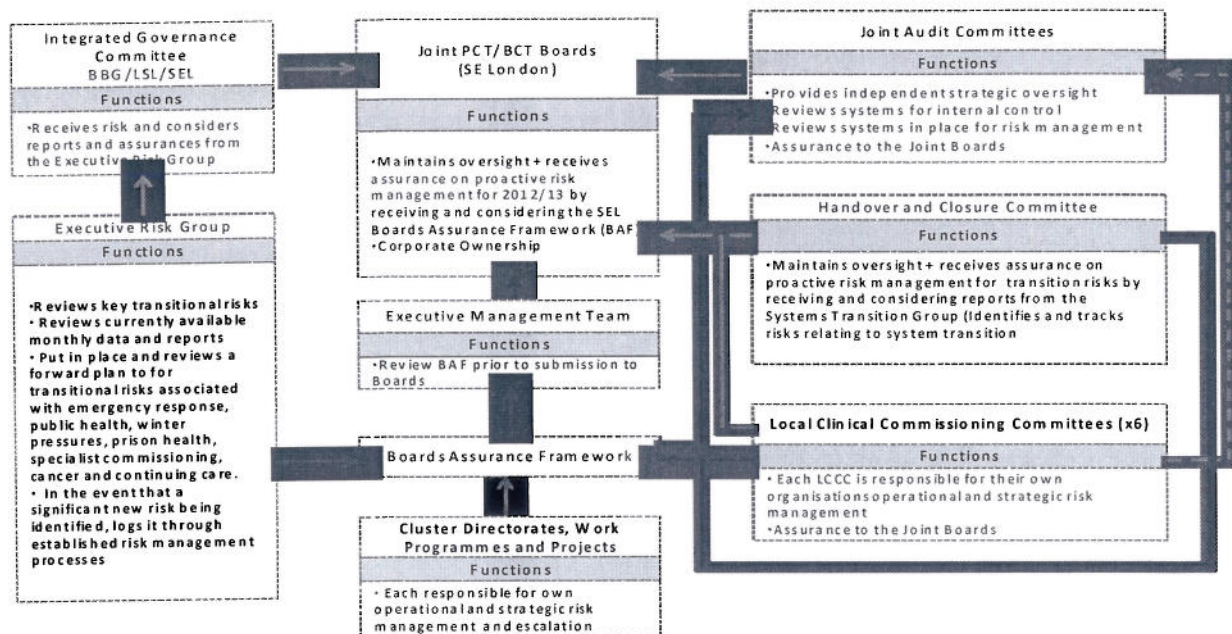 Integrated Governance
Committee
BBG/LSL/SEL
Functions
•Receives risk and considers
reports and assurances from
the Executive Risk Group
Executive Risk Group
Functions
•Reviews key transitional risks
• Reviews currently available
monthly data and reports
• Put in place and reviews a
forward plan to for
transitional risks associated
with emergency response,
public health, winter
pressures, prison health,
specialist commissioning,
cancer and continuing care.
• In the event that a
significant new risk being
identified, logs it through
established risk management
processes
Joint PCT/BCT Boards
(SE London)
Functions
•Maintains oversight + receives
assurance on proactive risk
management for 2012/13 by
receiving and considering the SEL
Boards Assurance Framework (BAF)
•Corporate Ownership
Executive Management Team
Functions
•Review BAF prior to submission to
Boards
Boards Assurance Framework
Cluster Directorates, Work
Programmes and Projects
Functions
• Each responsible for own
operational and strategic risk
management and escalation
Joint Audit Committees
Functions
•Provides independent strategic oversight
•Reviews systems for internal control
•Reviews systems in place for risk management
•Assurance to the Joint Boards
Handover and Closure Committee
Functions
•Maintains oversight + receives assurance on
proactive risk management for transition risks by
receiving and considering reports from the
Systems Transition Group (Identifies and tracks
risks relating to system transition
Local Clinical Commissioning Committees (x6)
Functions
• Each LCCC is responsible for their own
organisations operational and strategic risk
management
•Assurance to the Joint Boards